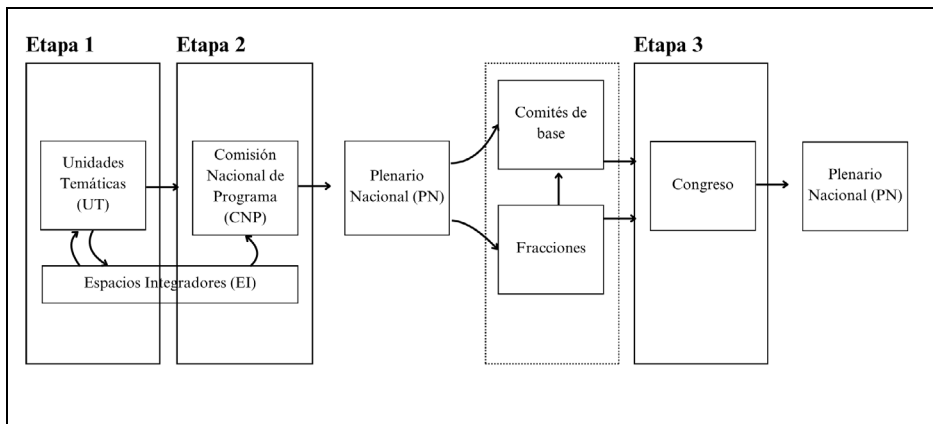 Etapa 1
Etapa 2
Etapa 3
Unidades
Temáticas
(UT)
Comisión
Nacional de
Programa
(CNP)
Espacios Integradores (EI)
Plenario
Nacional (PN)
Comités de
base
Fracciones
Congreso
Plenario
Nacional (PN)